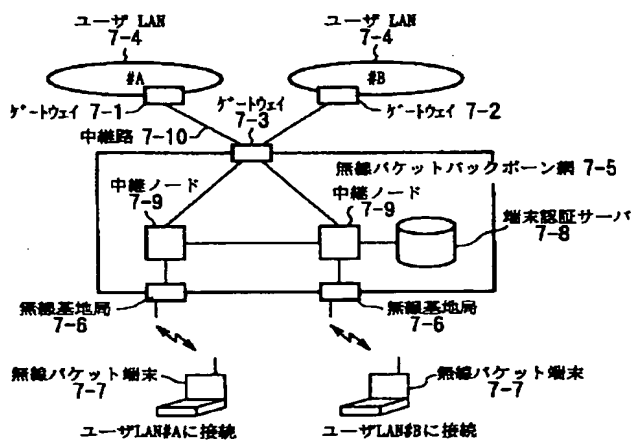 ユーザ LAN
7-4
ユーザ LAN
7-4
#A
#B
ゲートウェイ 7-1
ゲートウェイ
7-3
ゲートウェイ 7-2
中継路 7-10
無線パケットバックボーン網 7-5
中継ノード
7-9
中継ノード
7-9
端末認証サーバ
7-8
無線基地局
7-6
無線基地局
7-6
無線パケット端末
7-7
無線パケット端末
7-7
ユーザLAN#Aに接続
ユーザLAN#Bに接続